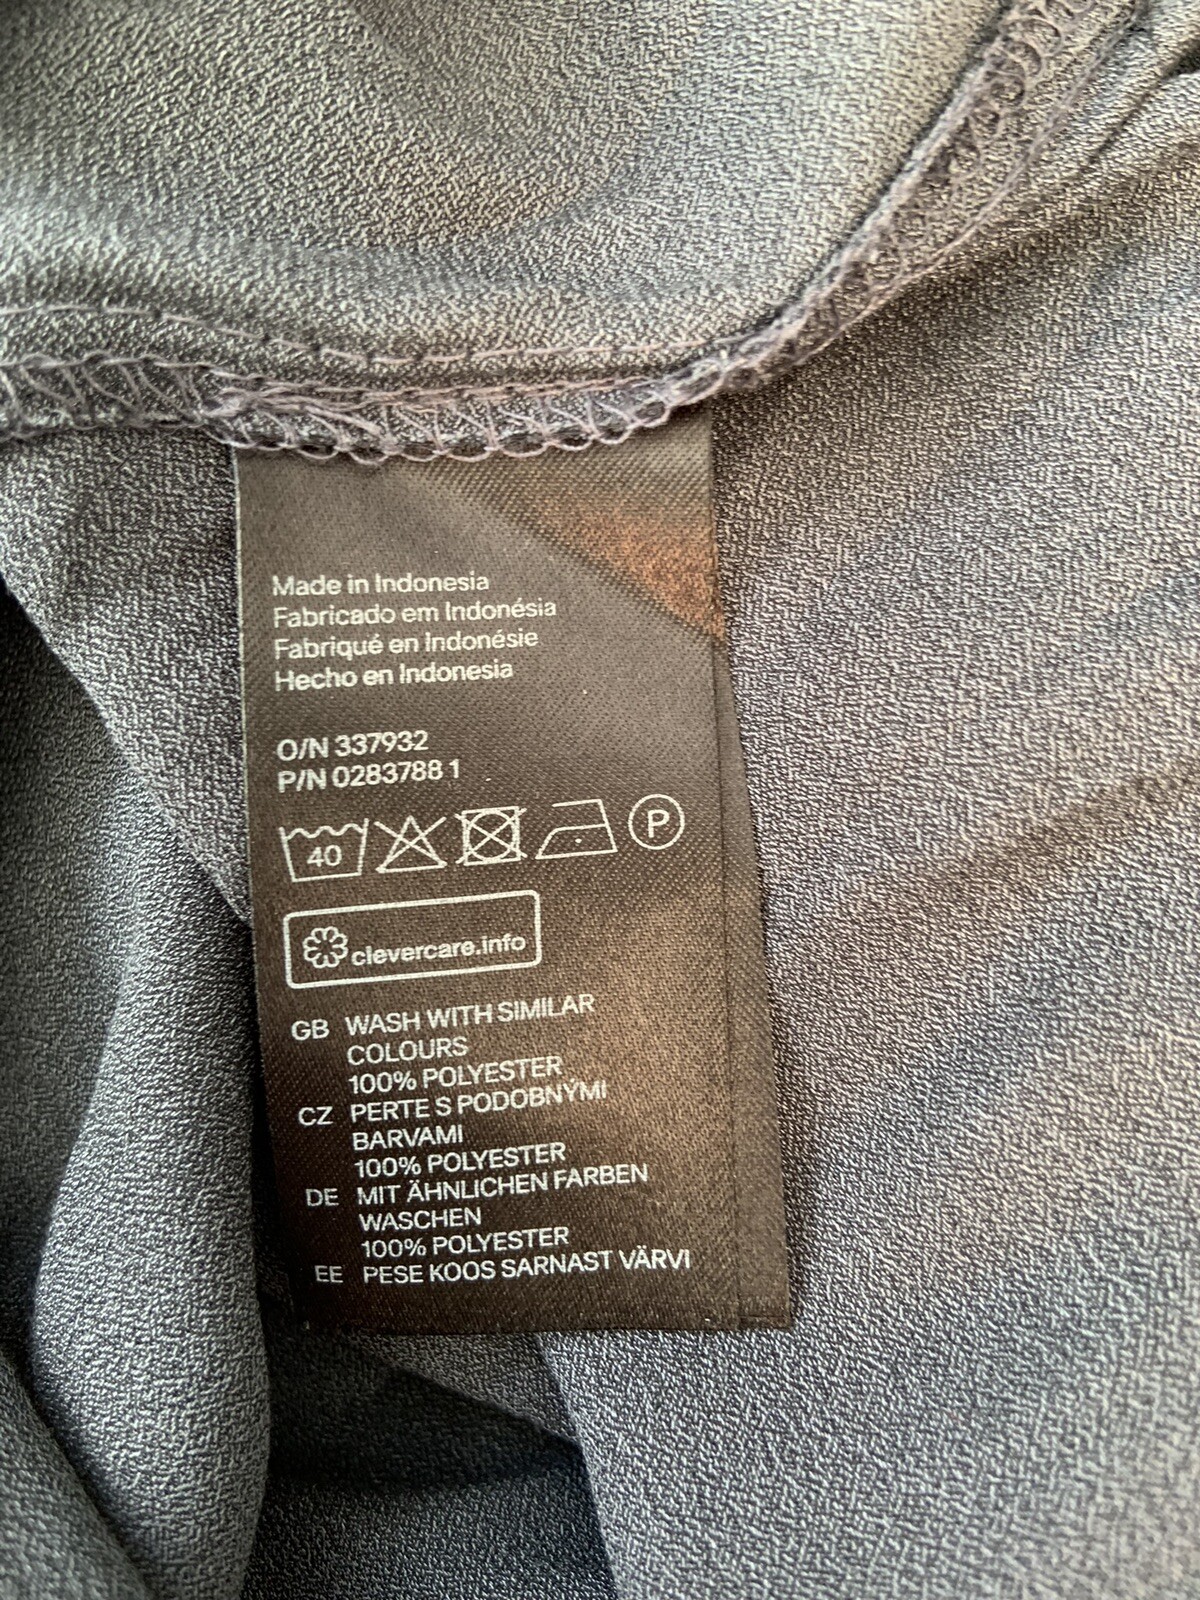 Made in Indonesia
Fabricado em Indonésia
Fabriqué en Indonésie
Hecho en Indonesia
O/N 337932
P/N 0283788 1
40 P
clevercare.info
GB WASH WITH SIMILAR
COLOURS
100% POLYESTER
CZ PERTE S PODOBNÝMI
BARVAMI
100% POLYESTER
DE MIT ÄHNLICHEN FARBEN
WASCHEN
100% POLYESTER
EE PESE KOOS SARNAST VÄRVI